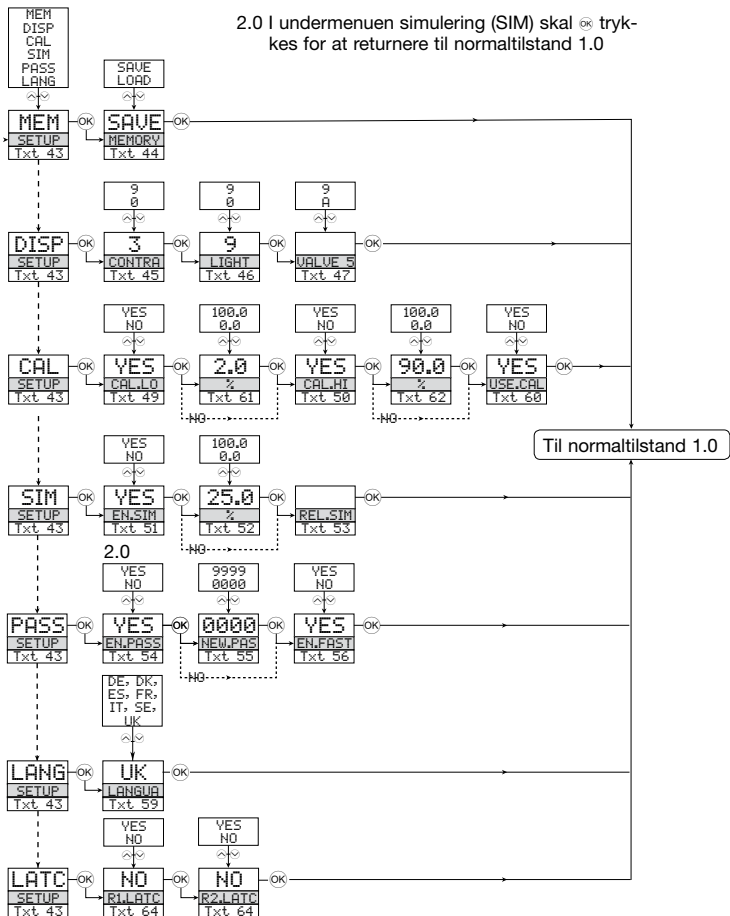 2.0 I undermenuen simulering (SIM) skal OK tryk-
kes for at returnere til normaltilstand 1.0
MEM
DISP
CAL
SIM
PASS
LANG
SAVE
LOAD
MEM OK SAVE OK
SETUP MEMORY
Txt 43 Txt 44
9 9 9
0 0 A
DISP OK 3 OK 9 OK OK
SETUP CONTRA LIGHT VALVE 5
Txt 43 Txt 45 Txt 46 Txt 47
YES 100.0 YES 100.0 YES
NO 0.0 NO 0.0 NO
CAL OK YES OK 2.0 OK YES OK 90.0 OK YES OK
SETUP CAL.LO % CAL.HI % USE.CAL
Txt 43 Txt 49 Txt 61 Txt 50 Txt 62 Txt 60
NO NO
Til normaltilstand 1.0
YES 100.0
NO 0.0
SIM OK YES OK 25.0 OK OK
SETUP EN.SIM % REL.SIM
Txt 43 Txt 51 Txt 52 Txt 53
NO
2.0
YES 9999 YES
NO 0000 NO
PASS OK YES OK 0000 OK YES OK
SETUP EN.PASS NEW.PAS EN.FAST
Txt 43 Txt 54 Txt 55 Txt 56
NO
DE, DK,
ES, FR,
IT, SE,
UK
LANG OK UK OK
SETUP LANGUA
Txt 43 Txt 59
YES YES
NO NO
LATC OK NO OK NO OK
SETUP R1.LATC R2.LATC
Txt 43 Txt 64 Txt 64